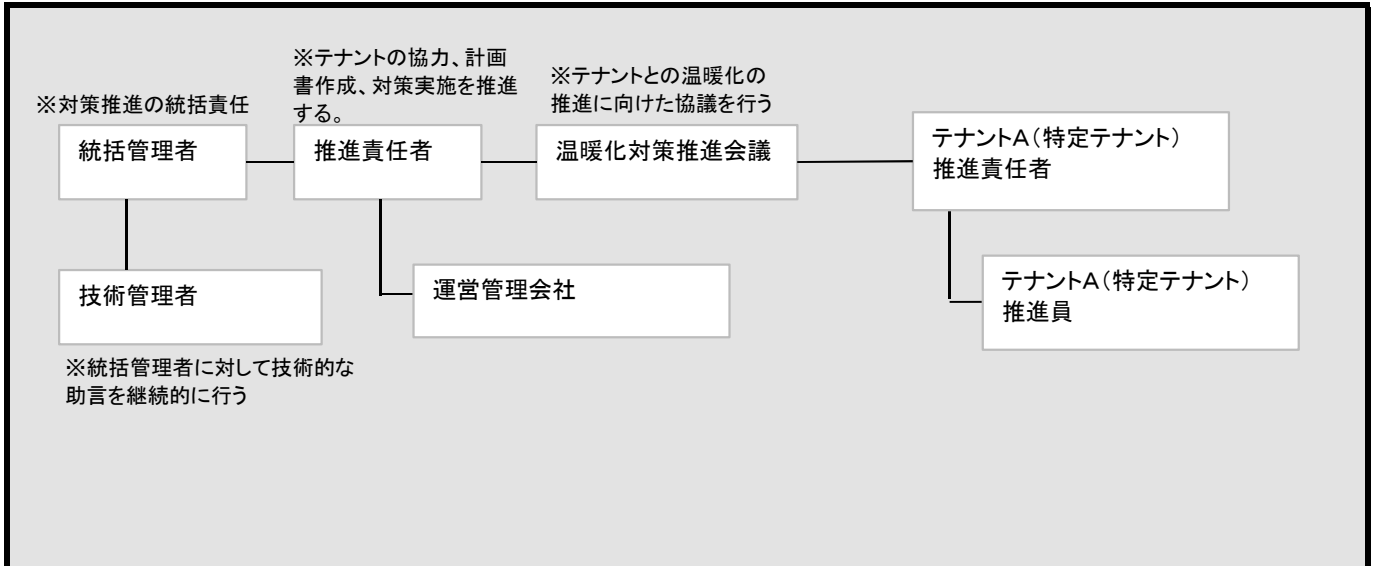 ※対策推進の統括責任
※テナントの協力、計画
書作成、対策実施を推進
する。
※テナントとの温暖化の
推進に向けた協議を行う
統括管理者
推進責任者
温暖化対策推進会議
テナントA(特定テナント)
推進責任者
技術管理者
運営管理会社
テナントA(特定テナント)
推進員
※統括管理者に対して技術的な
助言を継続的に行う